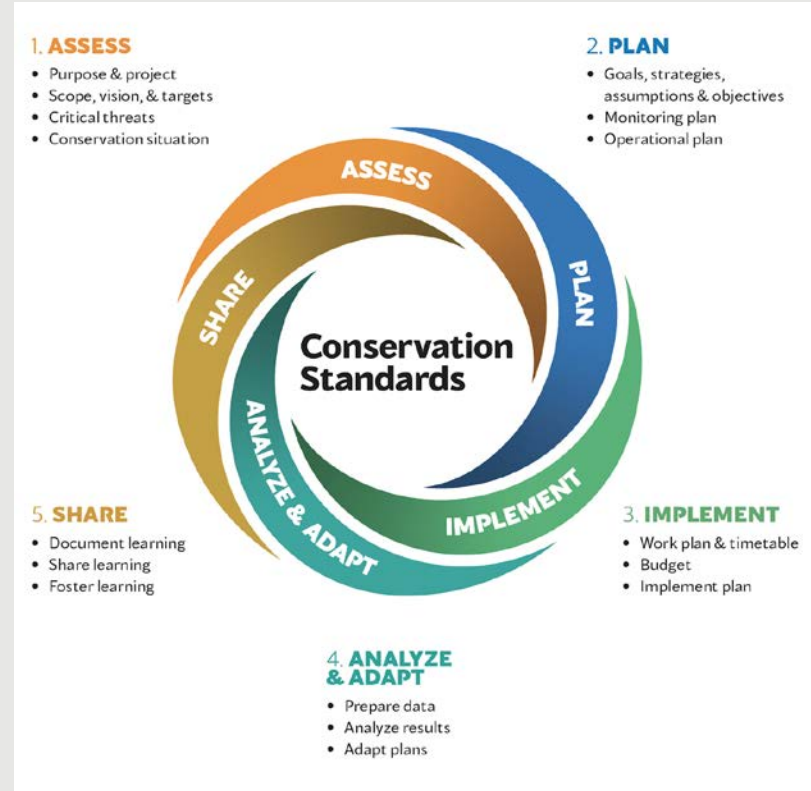 1. ASSESS
• Purpose & project
• Scope, vision, & targets
• Critical threats
• Conservation situation
2. PLAN
• Goals, strategies,
assumptions & objectives
• Monitoring plan
• Operational plan
ASSESS
PLAN
SHARE
Conservation
Standards
ANALYZE & ADAPT
IMPLEMENT
5. SHARE
• Document learning
• Share learning
• Foster learning
3. IMPLEMENT
• Work plan & timetable
• Budget
• Implement plan
4. ANALYZE
& ADAPT
• Prepare data
• Analyze results
• Adapt plans